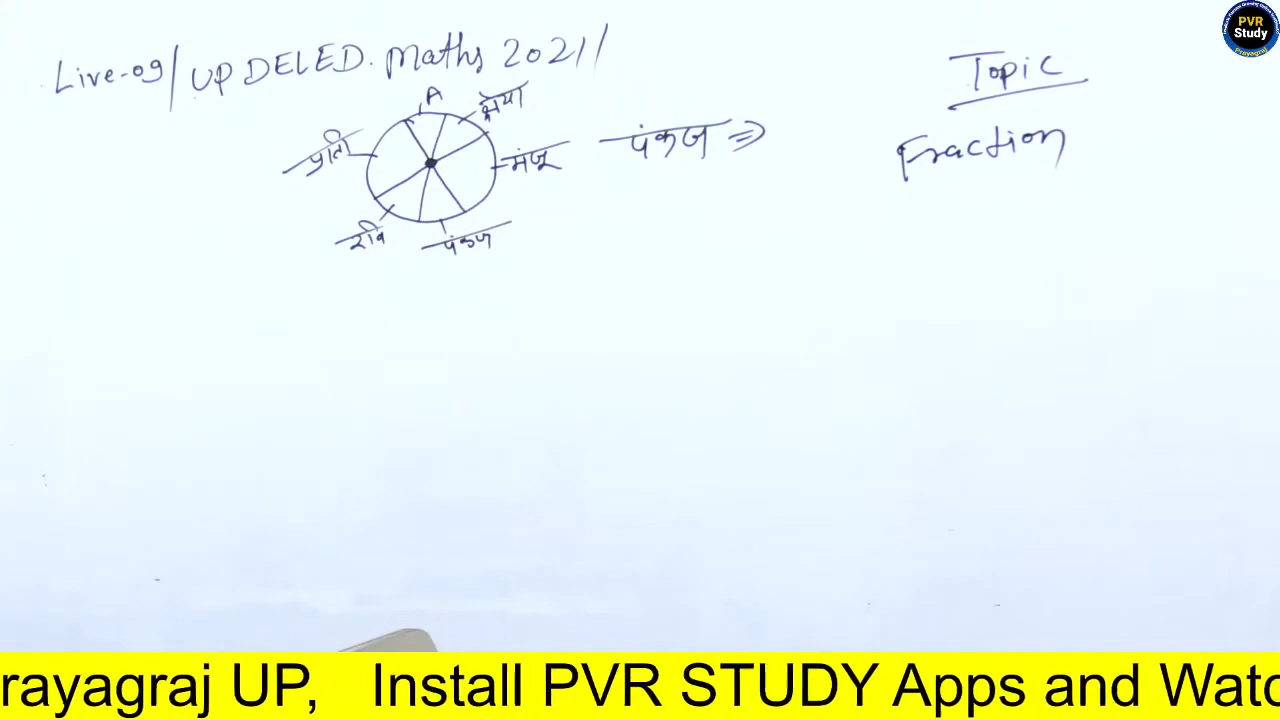 Live-09/UP DELED. Maths 2021/
Topic
Fraction
A
श्रेया
मंजू
पंकज ⇒
प्रीती
रवि
पंकज
PVR
Study
Prayagraj
rayagraj UP, Install PVR STUDY Apps and Watc